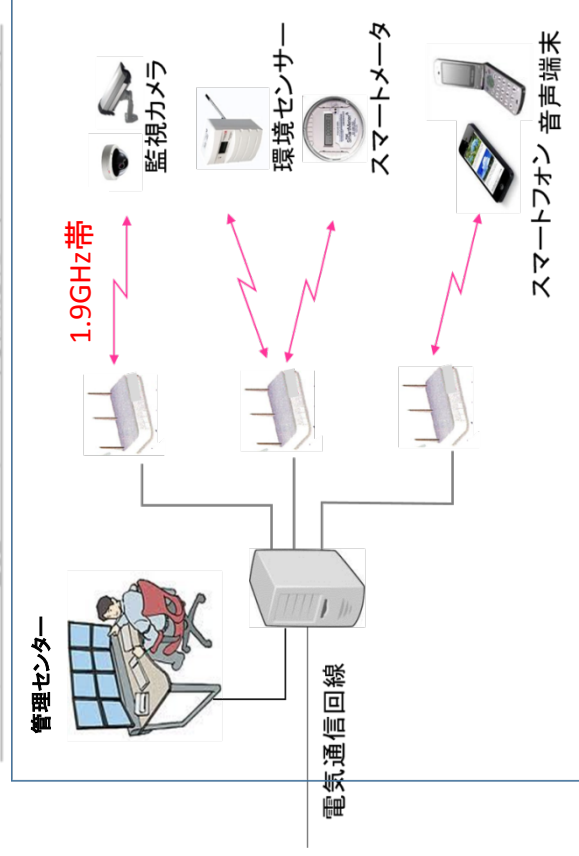 管理センター
電気通信回線
1.9GHz帯
監視カメラ
環境センサー
スマートメータ
スマートフォン
音声端末